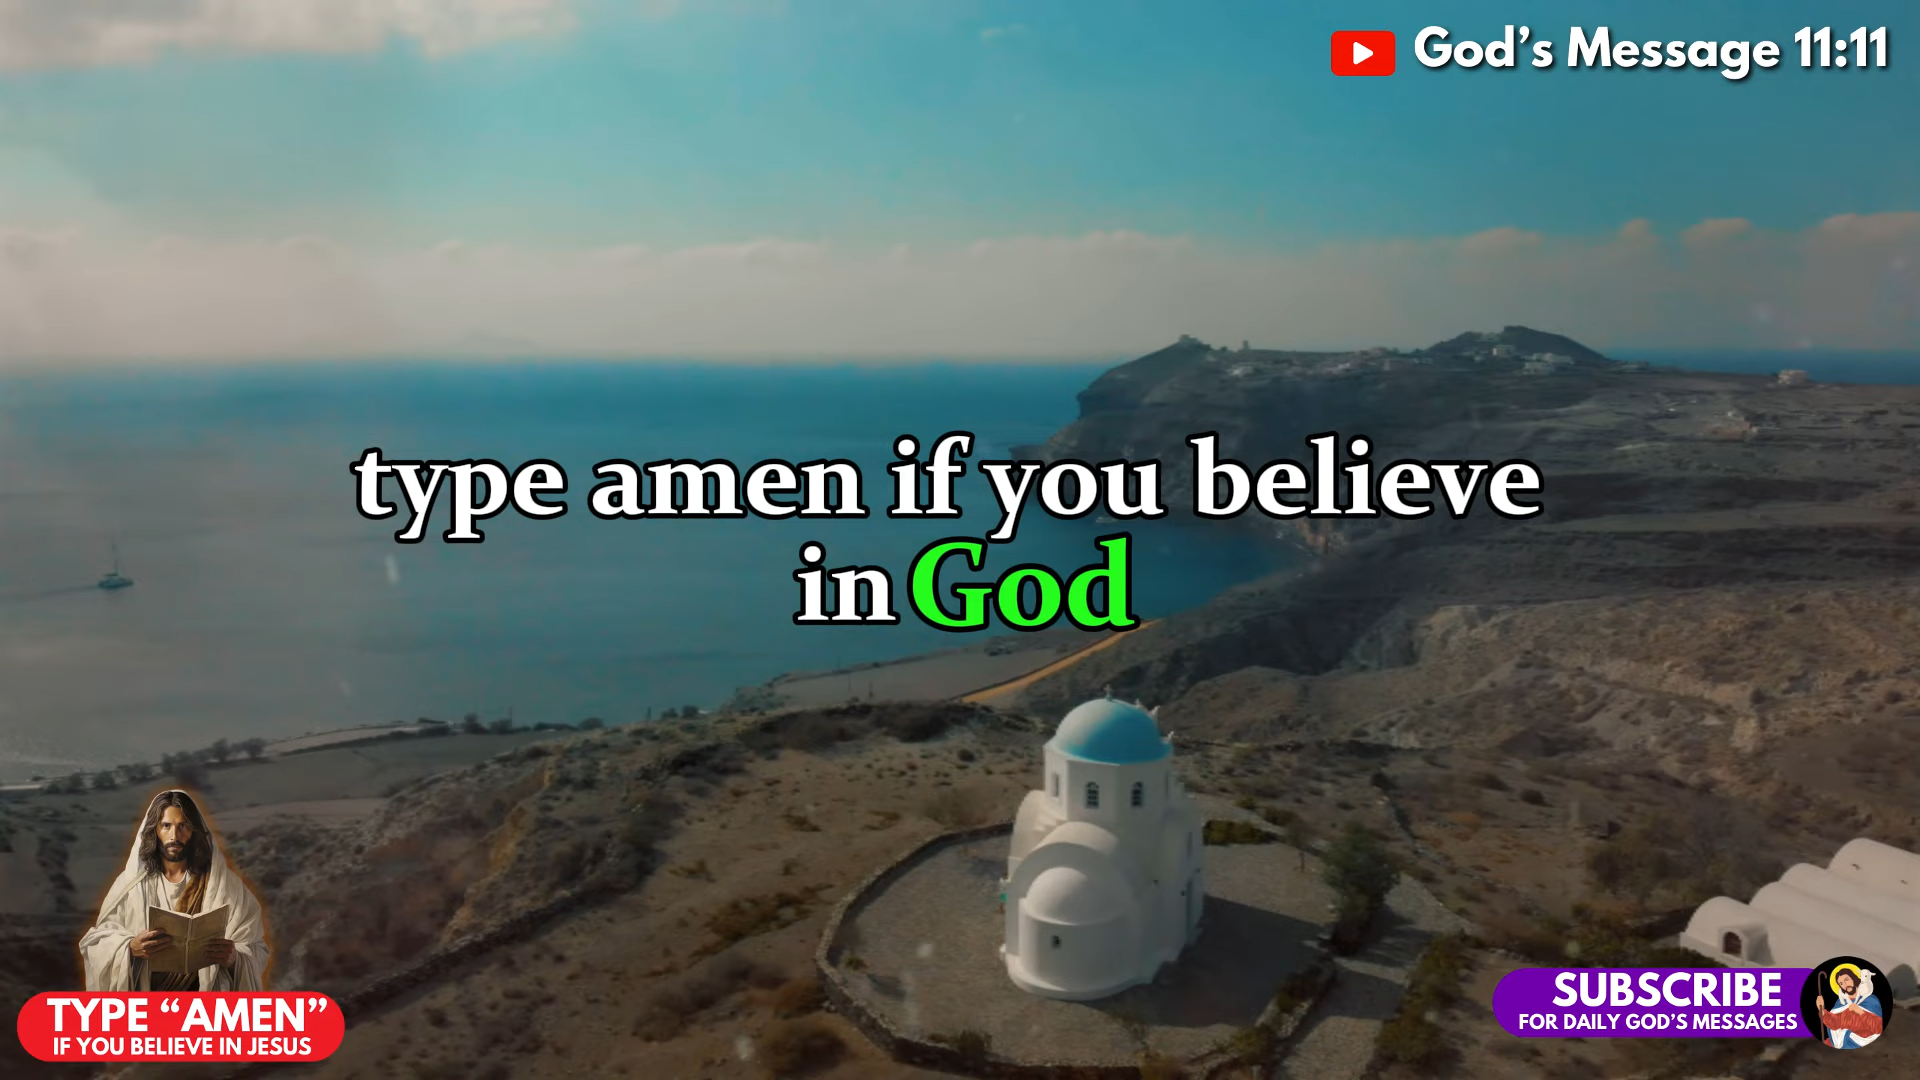 God’s Message 11:11
type amen if you believe
in God
TYPE “AMEN”
IF YOU BELIEVE IN JESUS
SUBSCRIBE
FOR DAILY GOD’S MESSAGES